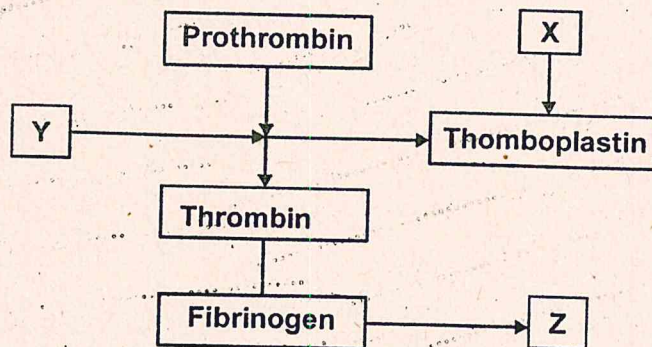 Prothrombin
X
Y
Thomboplastin
Thrombin
Fibrinogen
Z